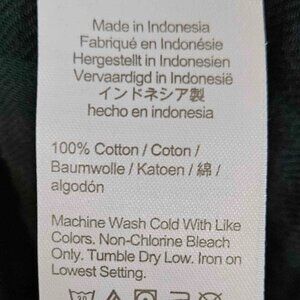 Made in Indonesia
Fabriqué en Indonésie
Hergestellt in Indonesien
Vervaardigd in Indonesië
インドネシア製
hecho en indonesia
100% Cotton / Coton /
Baumwolle / Katoen / 綿 /
algodón
Machine Wash Cold With Like
Colors. Non-Chlorine Bleach
Only. Tumble Dry Low. Iron on
Lowest Setting.
30